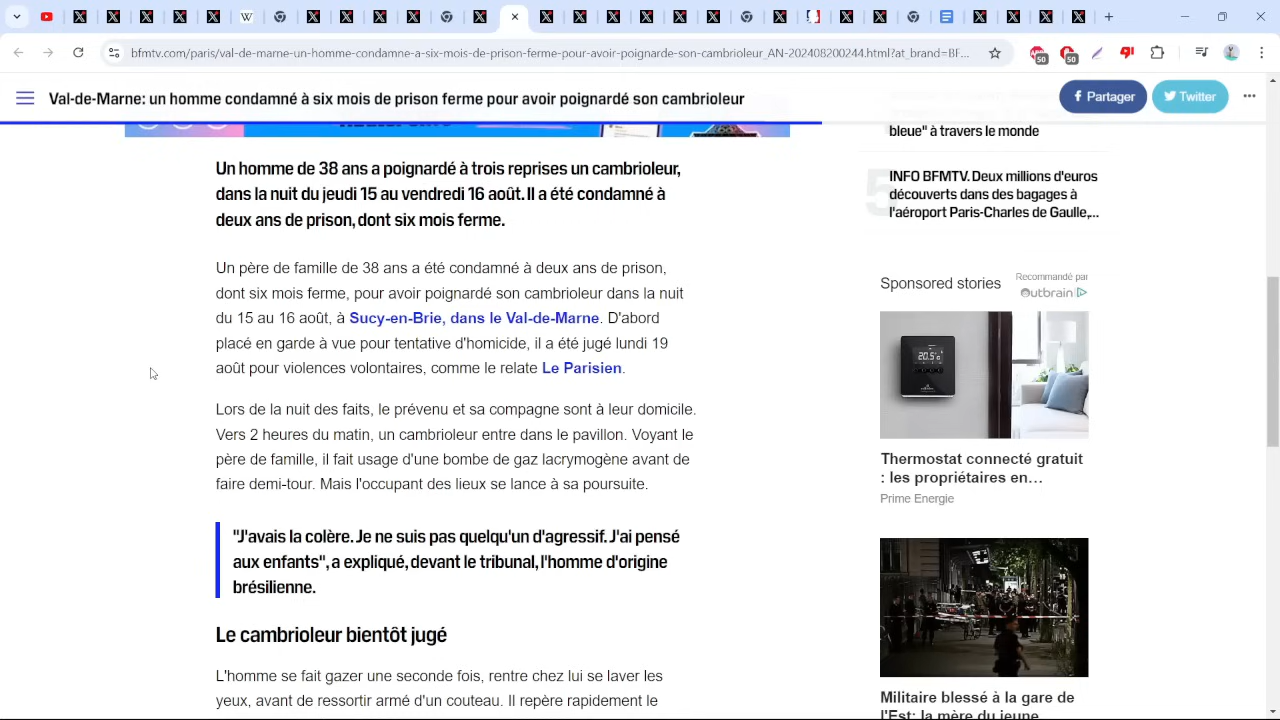 bfmtv.com/paris/val-de-marne-un-homme-condamne-a-six-mois-de-prison-ferme-pour-avoir-poignarde-son-cambrioleur_AN-202408200244.html?at_brand=BF...
50
50
Val-de-Marne: un homme condamné à six mois de prison ferme pour avoir poignardé son cambrioleur
Partager
Twitter
Un homme de 38 ans a poignardé à trois reprises un cambrioleur,
dans la nuit du jeudi 15 au vendredi 16 août. Il a été condamné à
deux ans de prison, dont six mois ferme.
Un père de famille de 38 ans a été condamné à deux ans de prison,
dont six mois ferme, pour avoir poignardé son cambrioleur dans la nuit
du 15 au 16 août, à Sucy-en-Brie, dans le Val-de-Marne. D'abord
placé en garde à vue pour tentative d'homicide, il a été jugé lundi 19
août pour violences volontaires, comme le relate Le Parisien.
Lors de la nuit des faits, le prévenu et sa compagne sont à leur domicile.
Vers 2 heures du matin, un cambrioleur entre dans le pavillon. Voyant le
père de famille, il fait usage d'une bombe de gaz lacrymogène avant de
faire demi-tour. Mais l'occupant des lieux se lance à sa poursuite.
"J'avais la colère. Je ne suis pas quelqu'un d'agressif. J'ai pensé
aux enfants", a expliqué, devant le tribunal, l'homme d'origine
brésilienne.
Le cambrioleur bientôt jugé
L'homme se fait gazer une seconde fois, rentre chez lui se laver les
yeux, avant de ressortir armé d'un couteau. Il repère rapidement le
bleue" à travers le monde
5
INFO BFMTV. Deux millions d'euros
découverts dans des bagages à
l'aéroport Paris-Charles de Gaulle,...
Sponsored stories
Recommandé par
Outbrain
20.5°
Thermostat connecté gratuit
: les propriétaires en…
Prime Energie
Militaire blessé à la gare de
l'Est: la mère du jeune